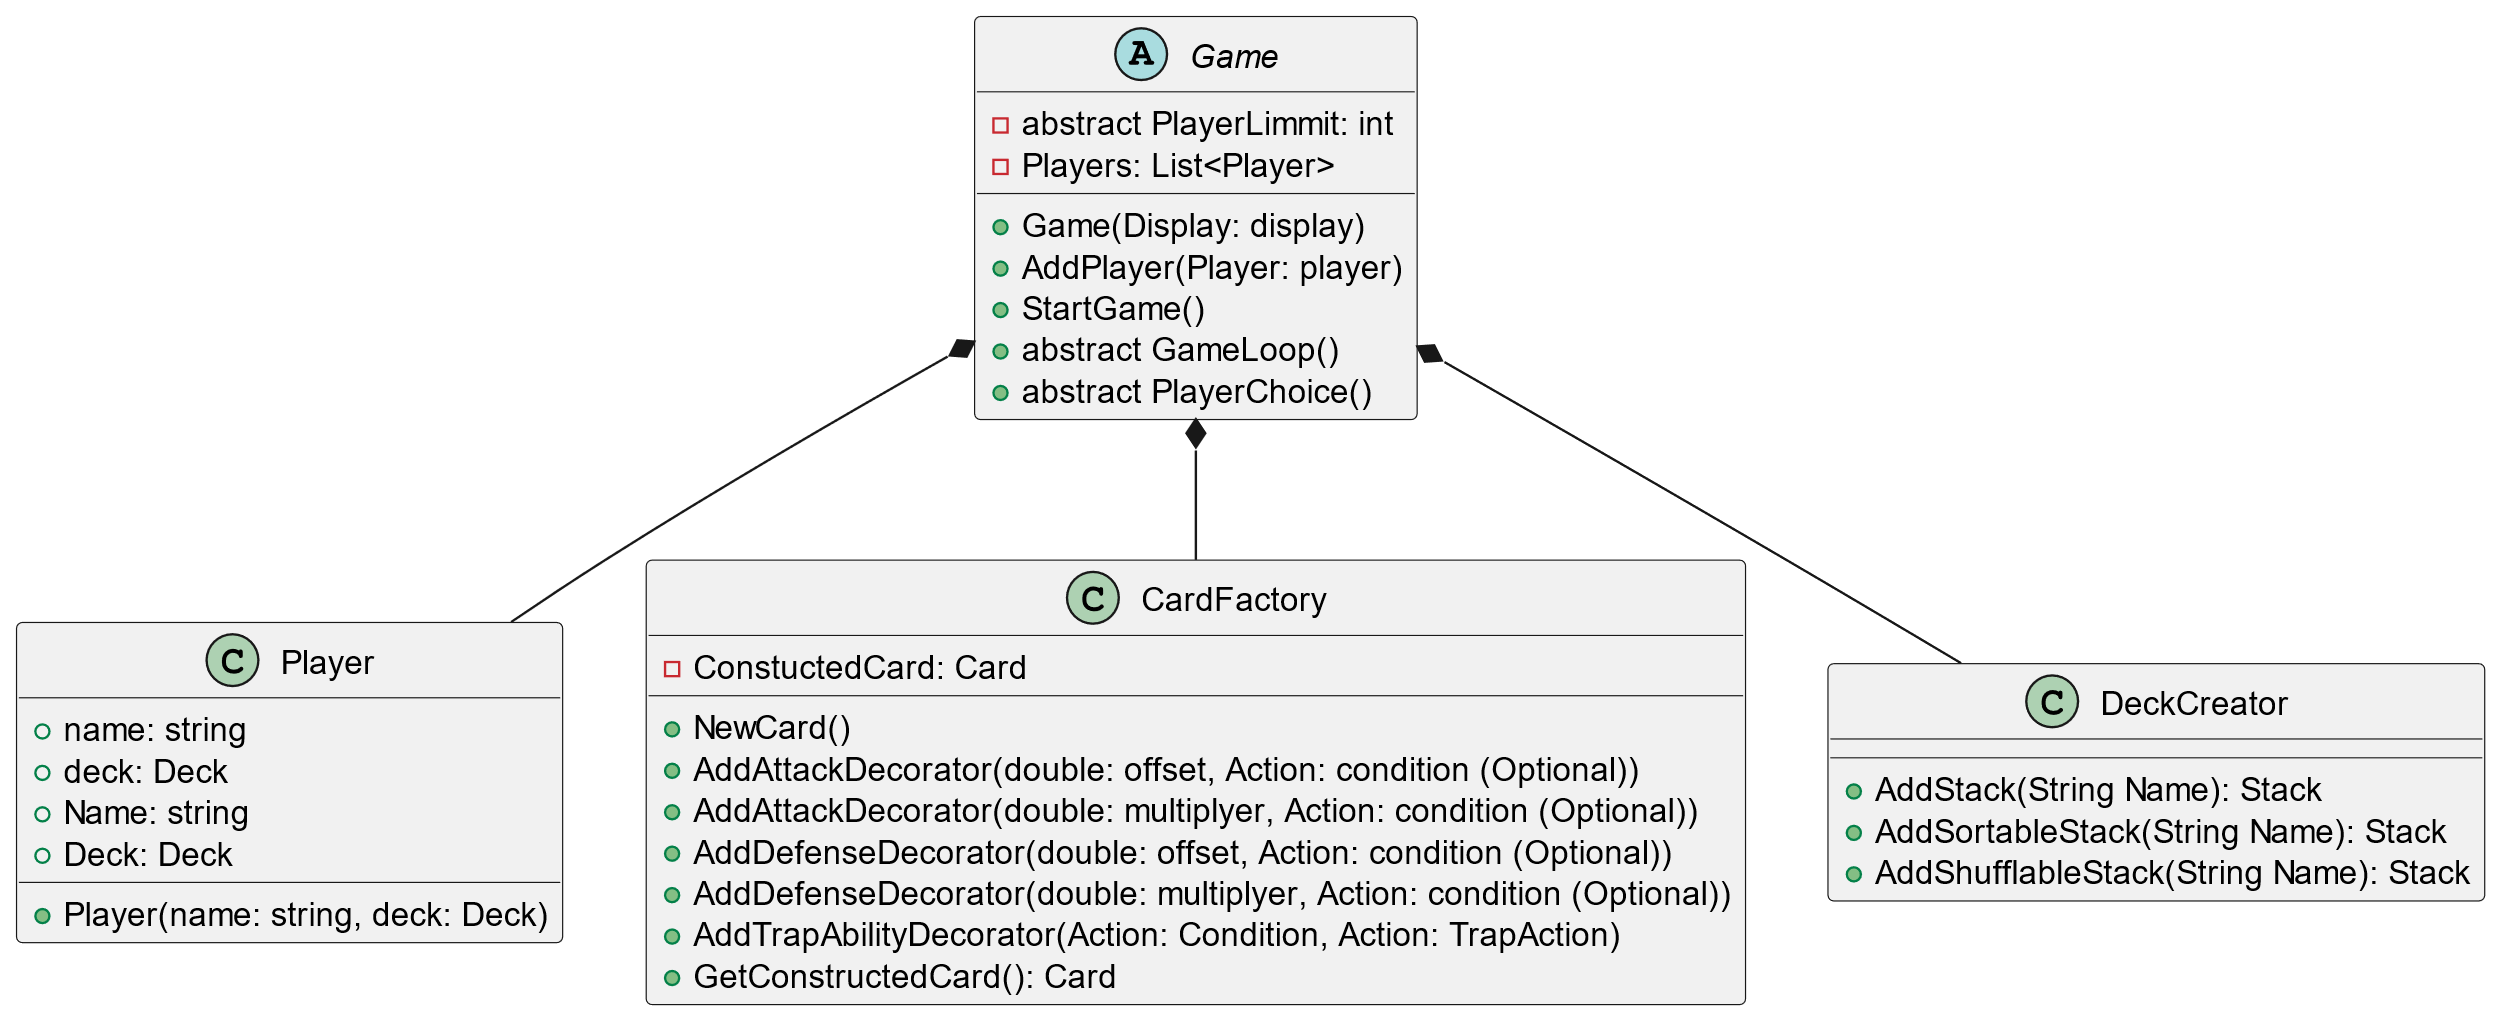 A Game
abstract PlayerLimmit: int
Players: List<Player>
Game(Display: display)
AddPlayer(Player: player)
StartGame()
abstract GameLoop()
abstract PlayerChoice()
C Player
name: string
deck: Deck
Name: string
Deck: Deck
Player(name: string, deck: Deck)
C CardFactory
ConstuctedCard: Card
NewCard()
AddAttackDecorator(double: offset, Action: condition (Optional))
AddAttackDecorator(double: multiplyer, Action: condition (Optional))
AddDefenseDecorator(double: offset, Action: condition (Optional))
AddDefenseDecorator(double: multiplyer, Action: condition (Optional))
AddTrapAbilityDecorator(Action: Condition, Action: TrapAction)
GetConstructedCard(): Card
C DeckCreator
AddStack(String Name): Stack
AddSortableStack(String Name): Stack
AddShufflableStack(String Name): Stack